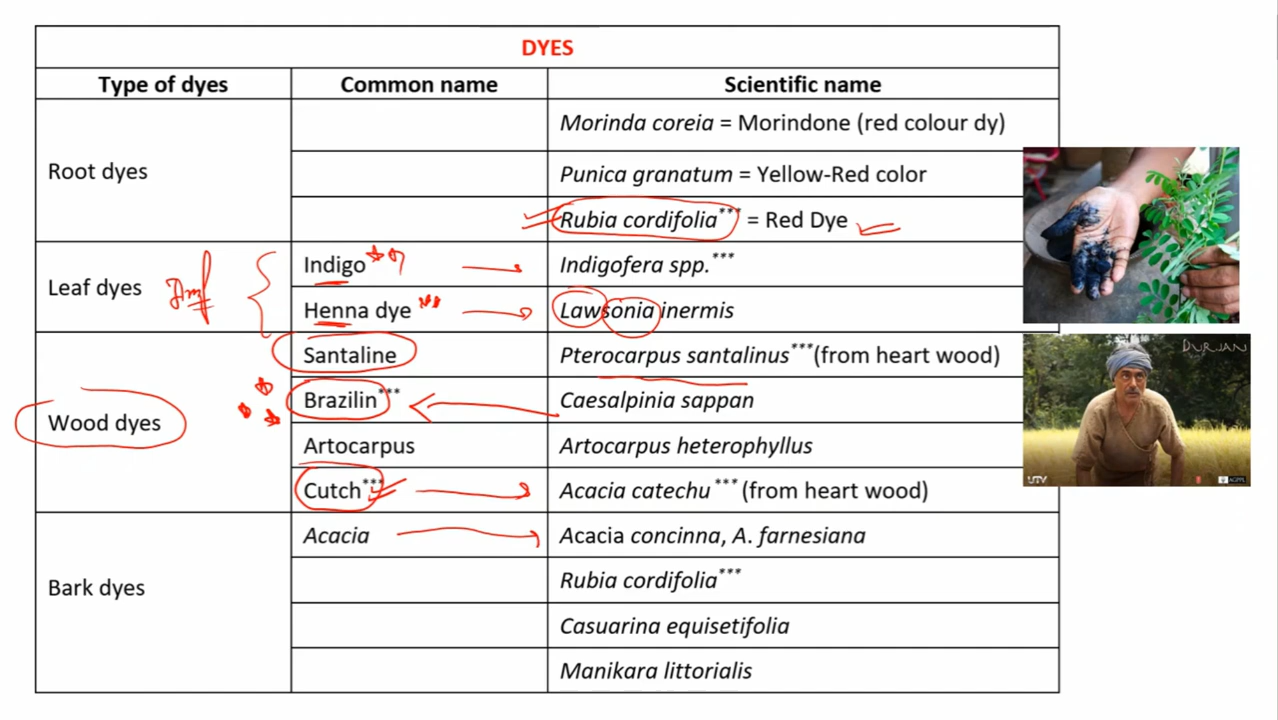 DYES
Type of dyes Common name Scientific name
Root dyes
Morinda coreia = Morindone (red colour dy)
Punica granatum = Yellow-Red color
Rubia cordifolia*** = Red Dye
Leaf dyes
Imp
Indigo Indigofera spp.***
Henna dye Lawsonia inermis
Wood dyes
Santaline Pterocarpus santalinus***(from heart wood)
Brazilin*** Caesalpinia sappan
Artocarpus Artocarpus heterophyllus
Cutch*** Acacia catechu *** (from heart wood)
Bark dyes
Acacia Acacia concinna, A. farnesiana
Rubia cordifolia***
Casuarina equisetifolia
Manikara littorialis
DURJAN
UTV